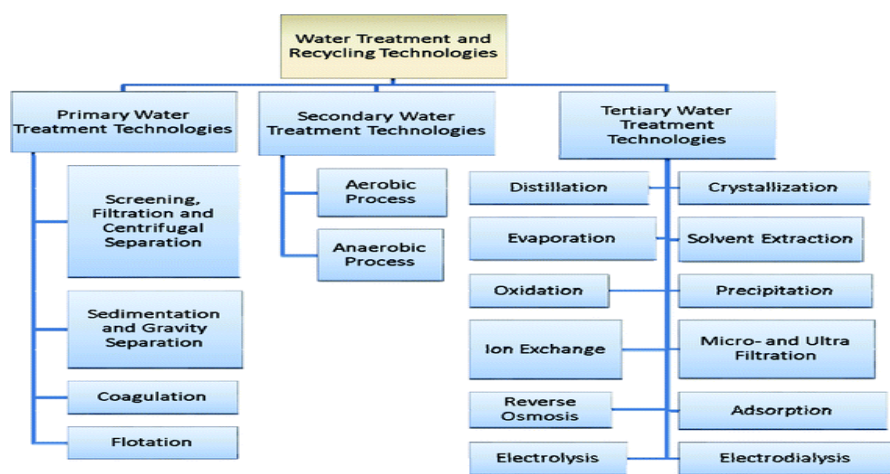 Water Treatment and
Recycling Technologies
Primary Water
Treatment Technologies
Screening,
Filtration and
Centrifugal
Separation
Sedimentation
and Gravity
Separation
Coagulation
Flotation
Secondary Water
Treatment Technologies
Aerobic
Process
Anaerobic
Process
Tertiary Water
Treatment
Technologies
Distillation
Crystallization
Evaporation
Solvent Extraction
Oxidation
Precipitation
Ion Exchange
Micro- and Ultra
Filtration
Reverse
Osmosis
Adsorption
Electrolysis
Electrodialysis